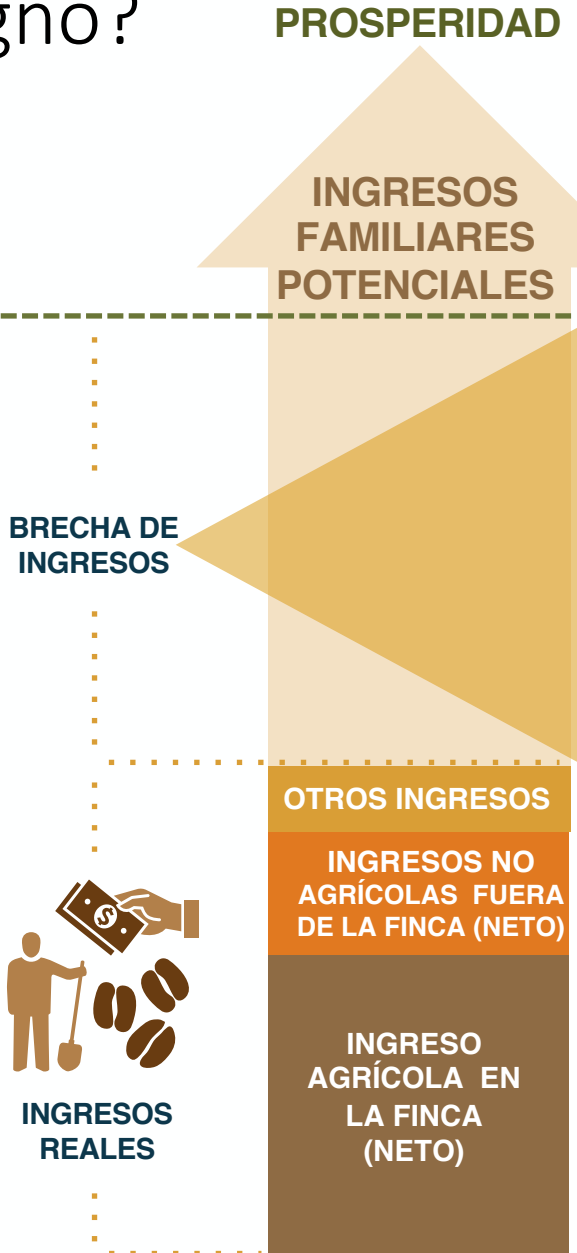 gno?
PROSPERIDAD
INGRESOS
FAMILIARES
POTENCIALES
BRECHA DE
INGRESOS
OTROS INGRESOS
INGRESOS NO
AGRÍCOLAS FUERA
DE LA FINCA (NETO)
$
INGRESO
AGRÍCOLA EN
LA FINCA
(NETO)
INGRESOS
REALES